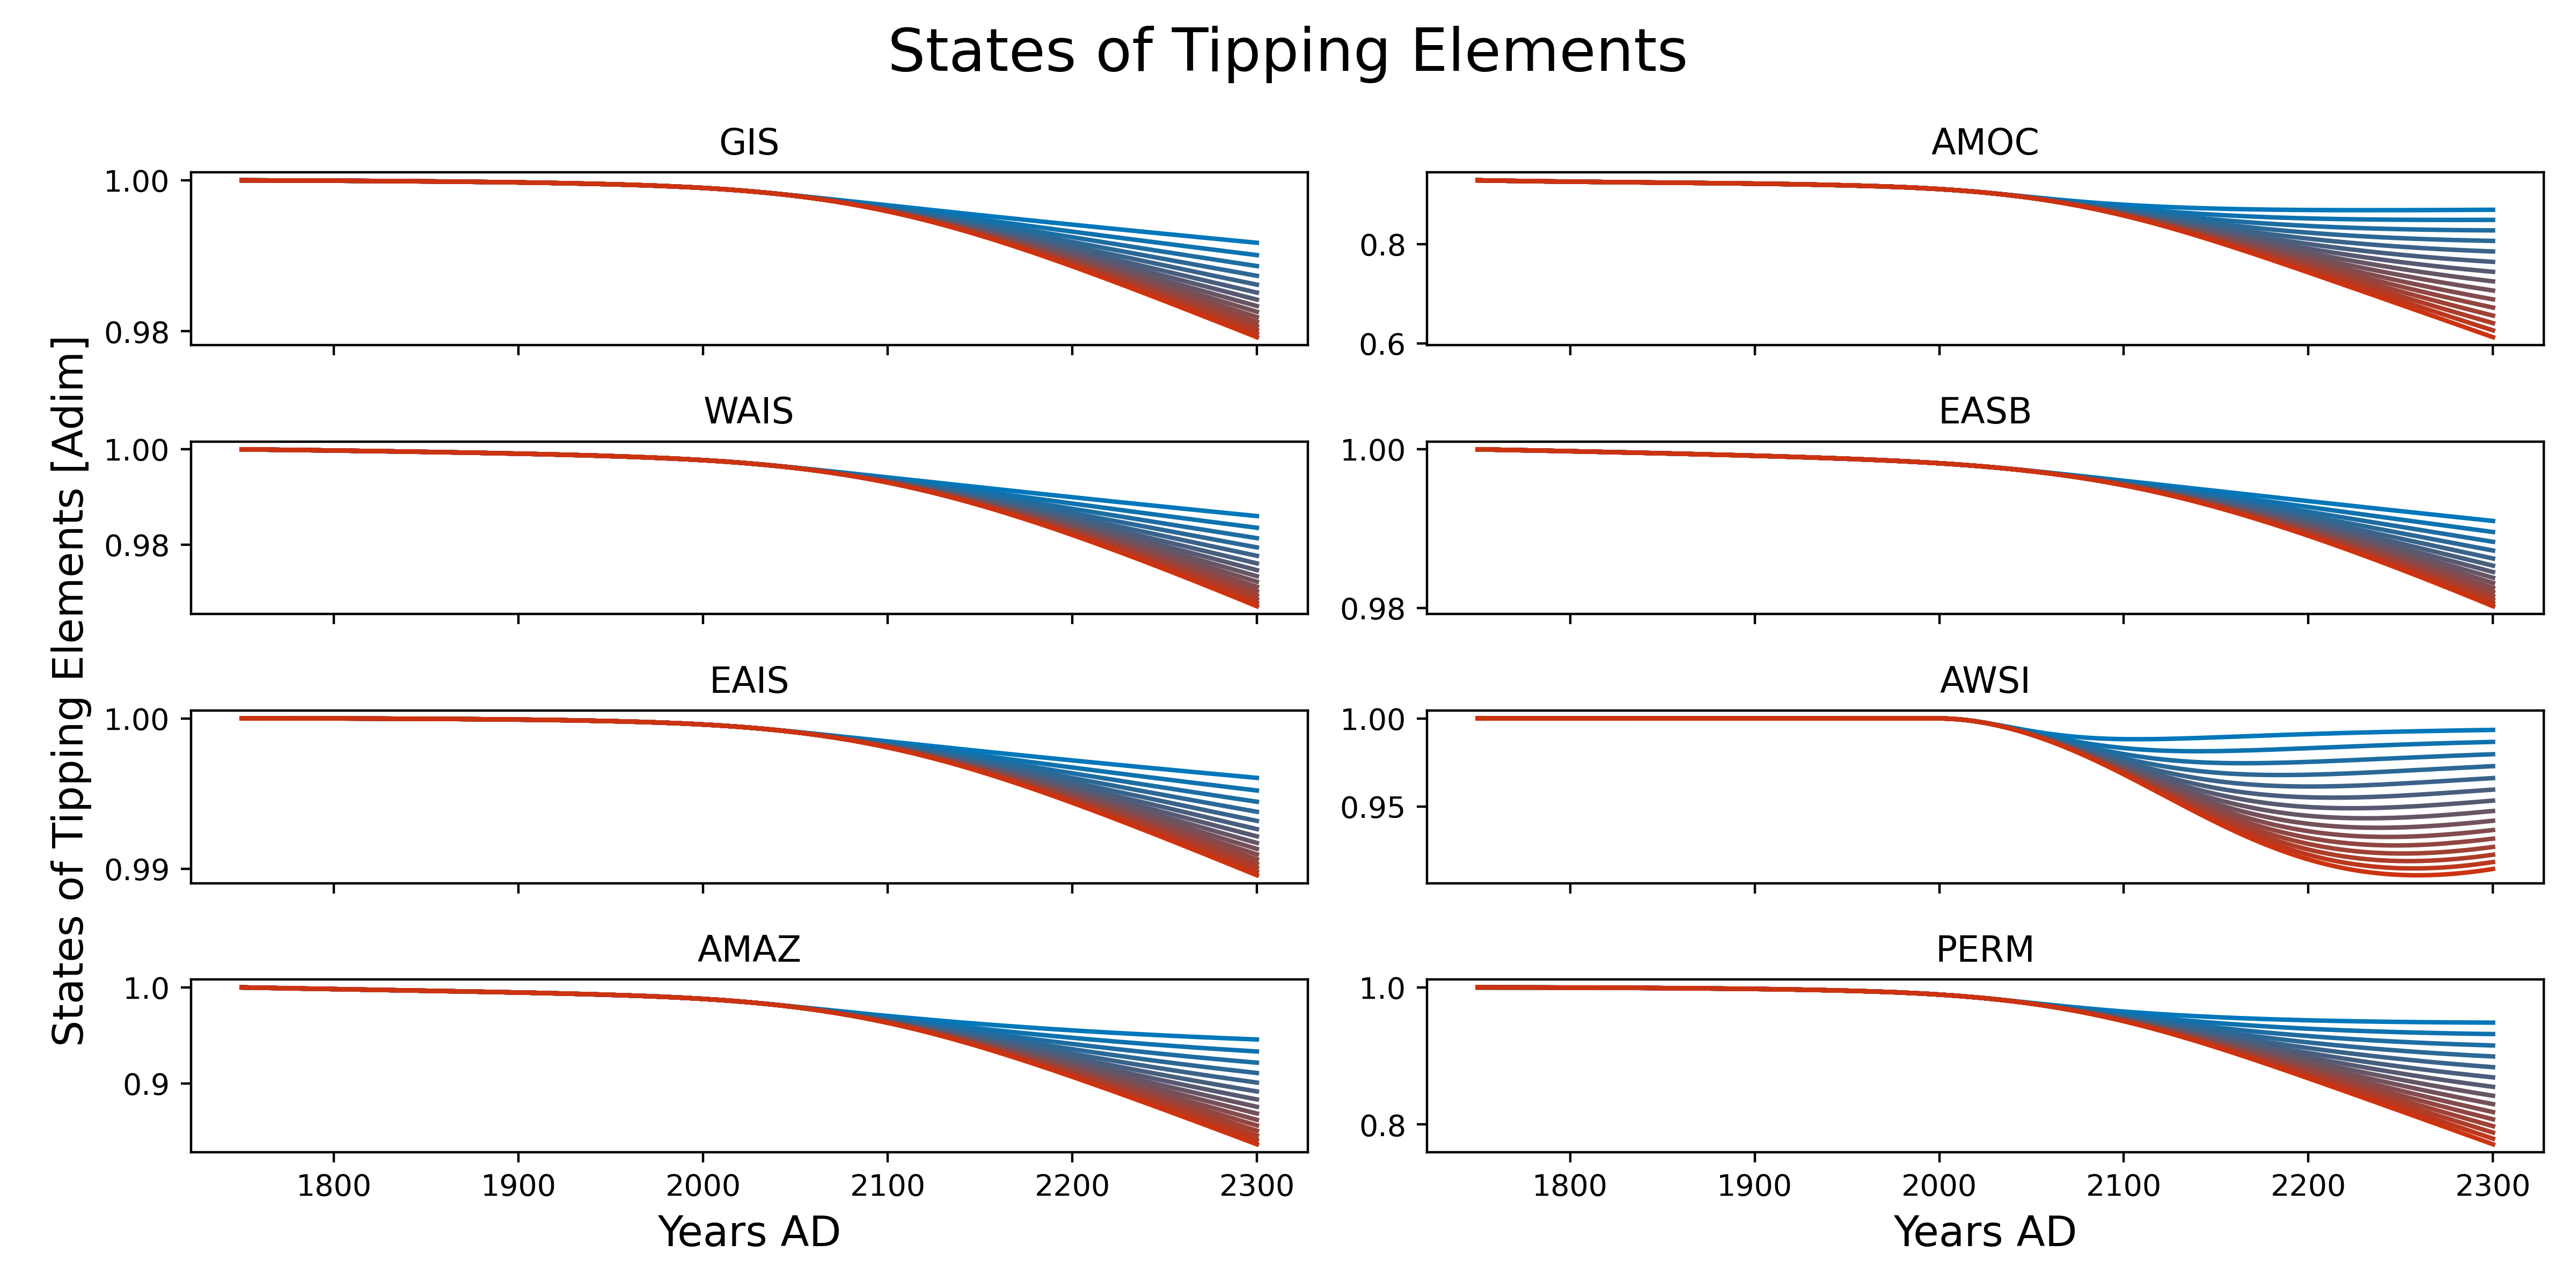 States of Tipping Elements
GIS
1.00
0.98
AMOC
0.8
0.6
WAIS
1.00
0.98
EASB
1.00
0.98
EAIS
1.00
0.99
AWSI
1.00
0.95
AMAZ
1.0
0.9
1800 1900 2000 2100 2200 2300
Years AD
PERM
1.0
0.8
1800 1900 2000 2100 2200 2300
Years AD
States of Tipping Elements [Adim]